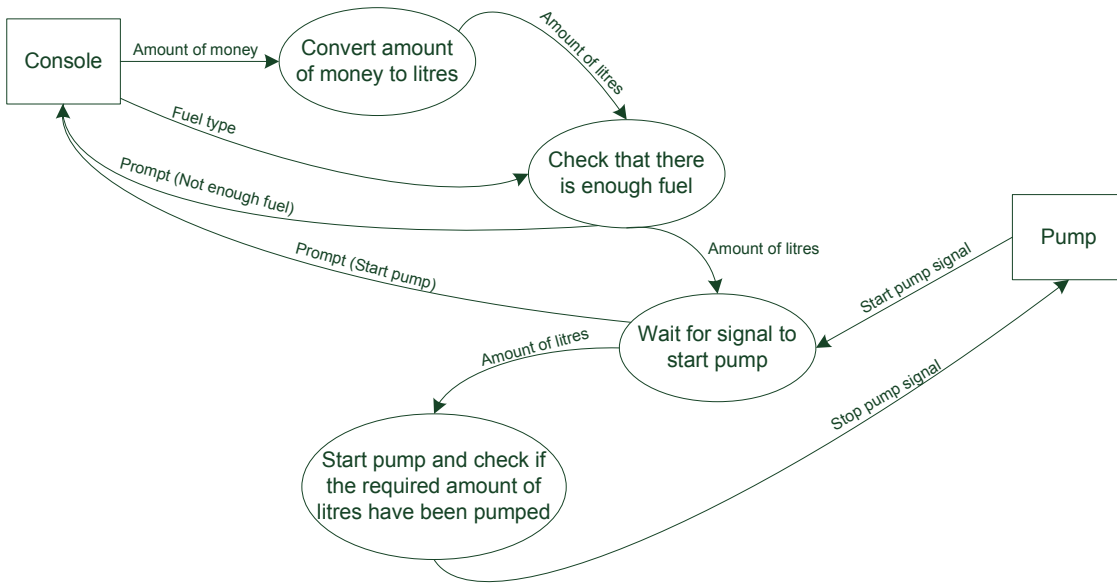 Console
Amount of money
Convert amount
of money to litres
Amount of litres
Fuel type
Check that there
is enough fuel
Prompt (Not enough fuel)
Prompt (Start pump)
Amount of litres
Pump
Start pump signal
Wait for signal to
start pump
Amount of litres
Stop pump signal
Start pump and check if
the required amount of
litres have been pumped